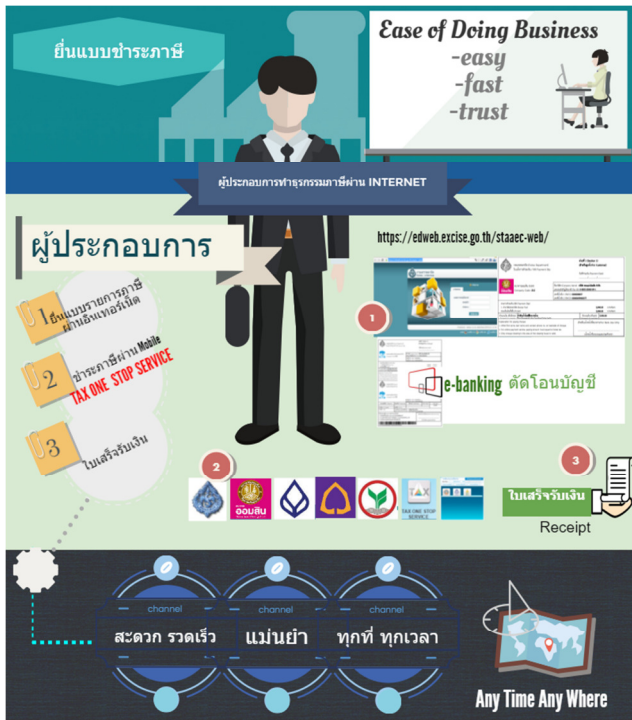 ยื่นแบบชำระภาษี
Ease of Doing Business
-easy
-fast
-trust
ผู้ประกอบการทำธุรกรรมภาษีผ่าน INTERNET
ผู้ประกอบการ
https://edweb.excise.go.th/staaec-web/
1
ยื่นแบบรายการภาษี
ผ่านอินเทอร์เน็ต
2
ชำระภาษีผ่าน Mobile
TAX ONE STOP SERVICE
3
ใบเสร็จรับเงิน
1
e-banking ตัดโอนบัญชี
2
ออมสิน
TAX
TAX ONE STOP
SERVICE
3
ใบเสร็จรับเงิน
Receipt
channel
channel
channel
สะดวก รวดเร็ว
แม่นยำ
ทุกที่ ทุกเวลา
Any Time Any Where